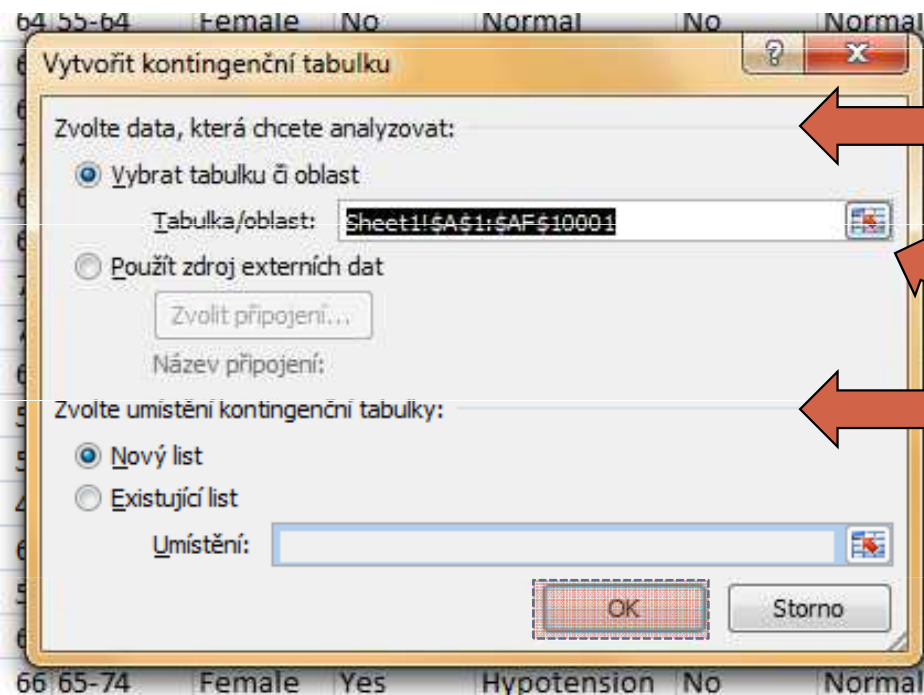 64 55-64 Female No Normal No Normal
Vytvořit kontingenční tabulku
Zvolte data, která chcete analyzovat:
Vybrat tabulku či oblast
Tabulka/oblast: Sheet1!$A$1:$AF$10001
Použít zdroj externích dat
Zvolit připojení...
Název připojení:
Zvolte umístění kontingenční tabulky:
Nový list
Existující list
Umístění:
OK Storno
66 65-74 Female Yes Hypotension No Normal